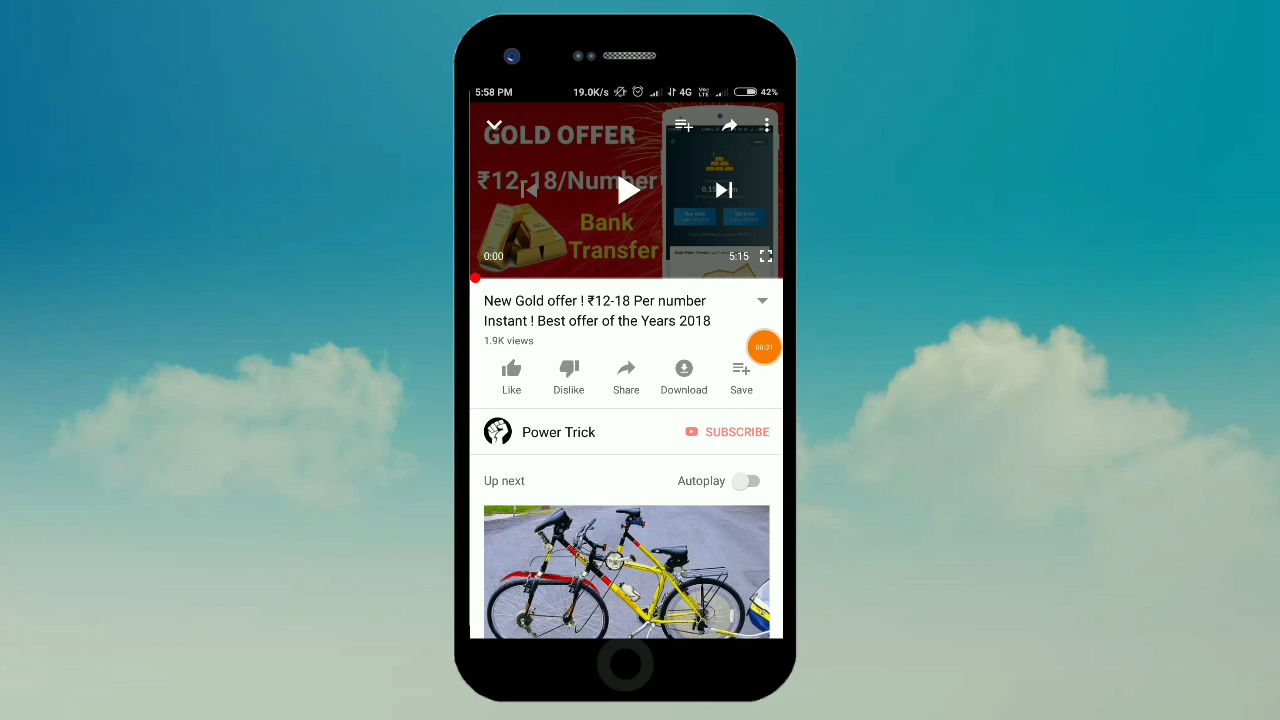 5:58 PM
19.0K/s 4G 42%
GOLD OFFER
₹12-18/Number
Bank
Transfer
0:00
5:15
New Gold offer ! ₹12-18 Per number
Instant ! Best offer of the Years 2018
1.9K views
00:31
Like Dislike Share Download Save
Power Trick
SUBSCRIBE
Up next
Autoplay